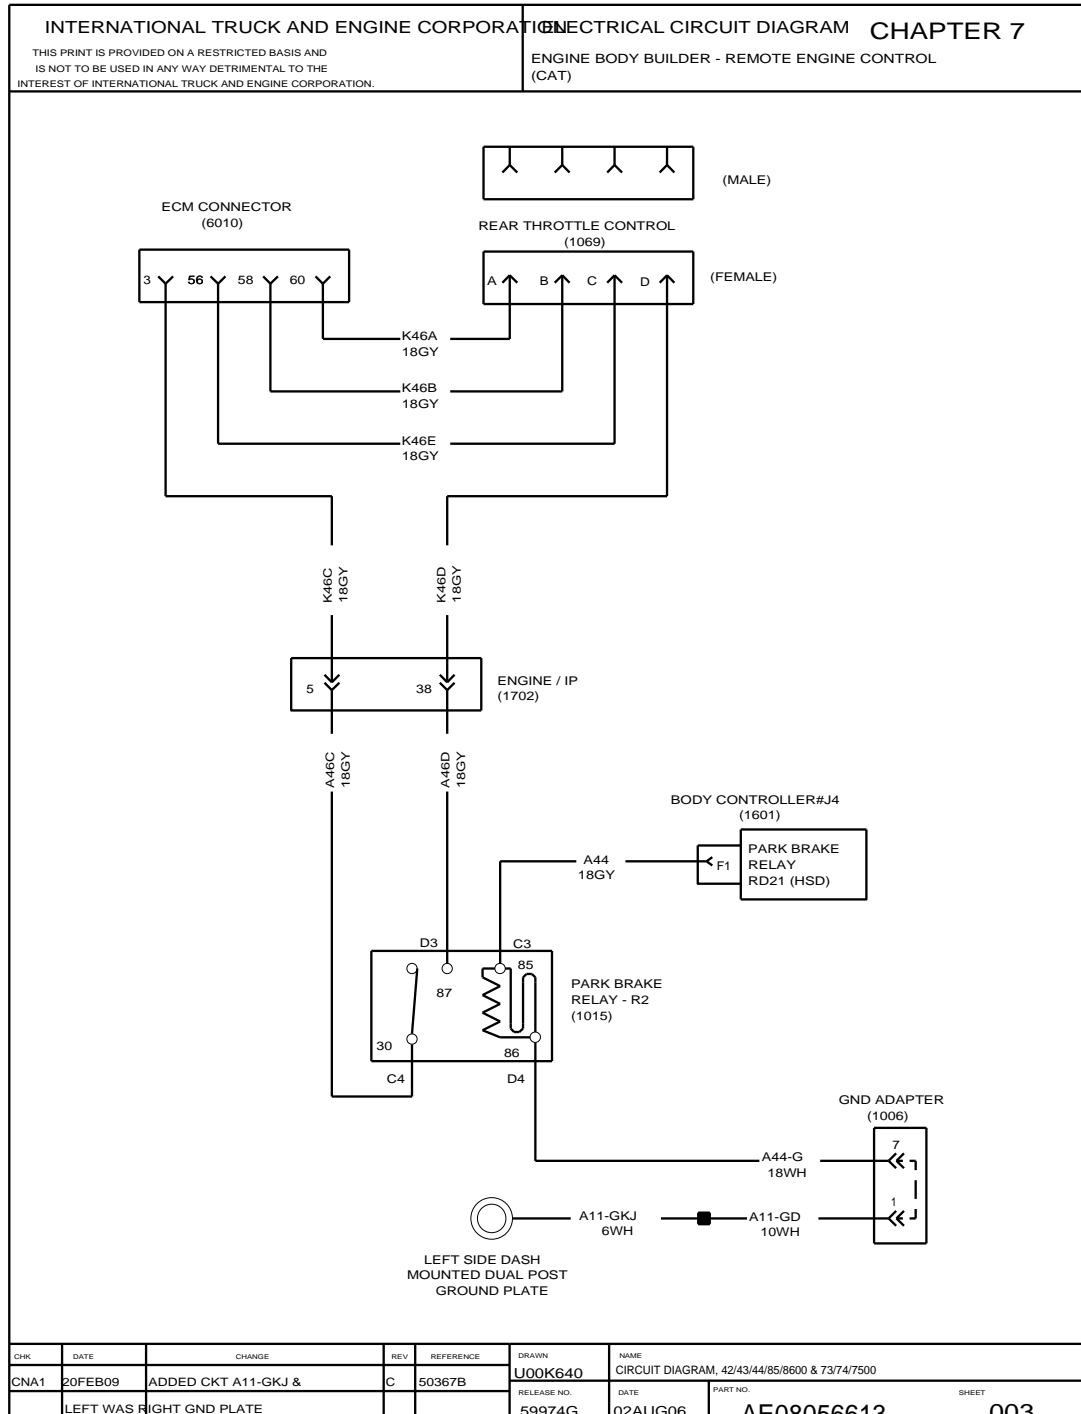 INTERNATIONAL TRUCK AND ENGINE CORPORATION
THIS PRINT IS PROVIDED ON A RESTRICTED BASIS AND
IS NOT TO BE USED IN ANY WAY DETRIMENTAL TO THE
INTEREST OF INTERNATIONAL TRUCK AND ENGINE CORPORATION.
ELECTRICAL CIRCUIT DIAGRAM
CHAPTER 7
ENGINE BODY BUILDER - REMOTE ENGINE CONTROL
(CAT)
(MALE)
ECM CONNECTOR
(6010)
REAR THROTTLE CONTROL
(1069)
3 56 58 60
A B C D
(FEMALE)
K46A
18GY
K46B
18GY
K46E
18GY
K46C
18GY
K46D
18GY
5
38
ENGINE / IP
(1702)
A46C
18GY
A46D
18GY
BODY CONTROLLER#J4
(1601)
PARK BRAKE
RELAY
RD21 (HSD)
F1
A44
18GY
D3
C3
85
87
30
86
C4
D4
PARK BRAKE
RELAY - R2
(1015)
GND ADAPTER
(1006)
7
A44-G
18WH
1
A11-GKJ
6WH
A11-GD
10WH
LEFT SIDE DASH
MOUNTED DUAL POST
GROUND PLATE
CHK DATE CHANGE REV REFERENCE
CNA1 20FEB09 ADDED CKT A11-GKJ & C 50367B
LEFT WAS RIGHT GND PLATE
DRAWN
U00K640
NAME
CIRCUIT DIAGRAM, 42/43/44/85/8600 & 73/74/7500
RELEASE NO.
59974G
DATE
02AUG06
PART NO.
AE08056613
SHEET
003